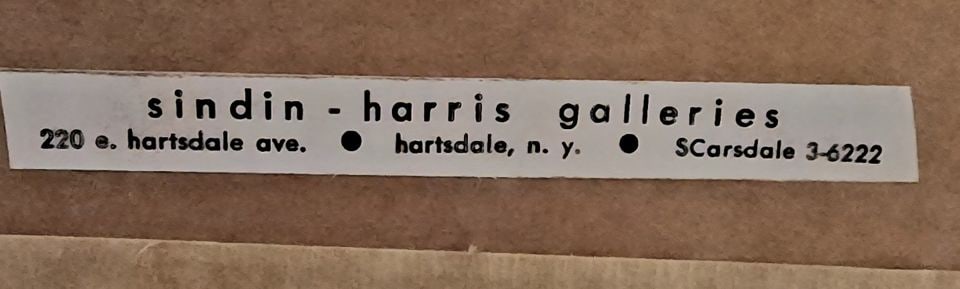 sindin - harris galleries
220 e. hartsdale ave. ● hartsdale, n. y. ● SCarsdale 3-6222